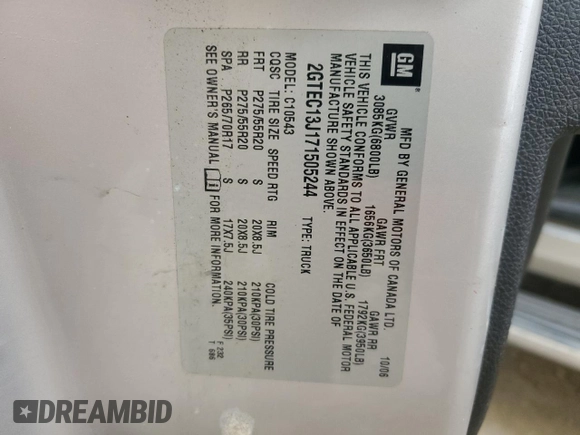 GM
MFD BY GENERAL MOTORS OF CANADA LTD. 10/06
GVWR GAWR FRT GAWR RR
3085KG(6800LB) 1656KG(3650LB) 1792KG(3950LB)
THIS VEHICLE CONFORMS TO ALL APPLICABLE U.S. FEDERAL MOTOR
VEHICLE SAFETY STANDARDS IN EFFECT ON THE DATE OF
MANUFACTURE SHOWN ABOVE.
2GTEC13J171505244 TYPE: TRUCK
MODEL: C10543
CQSC TIRE SIZE SPEED RTG RIM COLD TIRE PRESSURE
FRT P275/55R20 S 20X8.5J 210KPA(30PSI)
RR P275/55R20 S 20X8.5J 210KPA(30PSI)
SPA P265/70R17 S 17X7.5J 240KPA(35PSI)
SEE OWNER'S MANUAL FOR MORE INFORMATION.
F 232
T 686
DREAMBID